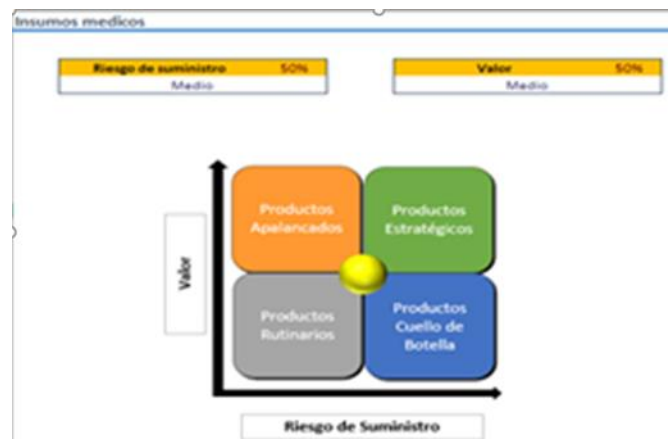 Insumos medicos
Riesgo de suministro 50%
Medio
Valor 50%
Medio
Productos
Apalancados
Productos
Estratégicos
Valor
Productos
Rutinarios
Productos
Cuello de
Botella
Riesgo de Suministro